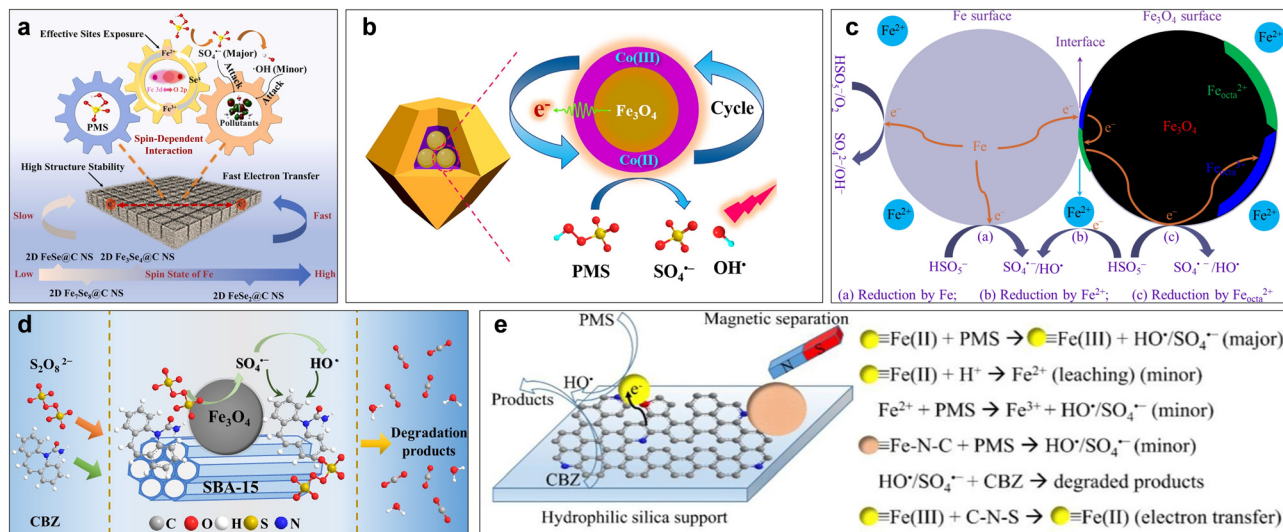 a
Effective Sites Exposure
SO₄•− (Major)
·OH (Minor)
Fe²⁺
Fe 3d
O 2p
Fe³⁺
Attack
Attack
PMS
Pollutants
Spin-Dependent
Interaction
High Structure Stability
Fast Electron Transfer
Slow
Fast
2D FeSe@C NS
2D Fe₃Se₄@C NS
Low
Spin State of Fe
High
2D Fe₇Se₈@C NS
2D FeSe₂@C NS
b
Co(III)
e⁻
Fe₃O₄
Cycle
Co(II)
PMS
SO₄•−
OH•
c
Fe surface
Fe₃O₄ surface
Fe²⁺
Interface
Fe²⁺
HSO₅⁻/O₂
SO₄²⁻/OH⁻
e⁻
e⁻
e⁻
Fe
Fe₃O₄
Feocta²⁺
Fe²⁺
Fe²⁺
Fe²⁺
e⁻
e⁻
e⁻
(a)
(b)
(c)
HSO₅⁻
SO₄•−/HO•
HSO₅⁻
SO₄•−/HO•
(a) Reduction by Fe; (b) Reduction by Fe²⁺; (c) Reduction by Feocta²⁺
d
S₂O₈²⁻
SO₄•−
HO•
Fe₃O₄
Degradation
products
SBA-15
CBZ
C O H S N
e
PMS
Magnetic separation
N S
HO•
Products
e⁻
CBZ
Hydrophilic silica support
≡Fe(II) + PMS → ≡Fe(III) + HO•/SO₄•− (major)
≡Fe(II) + H⁺ → Fe²⁺ (leaching) (minor)
Fe²⁺ + PMS → Fe³⁺ + HO•/SO₄•− (minor)
≡Fe-N-C + PMS → HO•/SO₄•− (minor)
HO•/SO₄•− + CBZ → degraded products
≡Fe(III) + C-N-S → ≡Fe(II) (electron transfer)